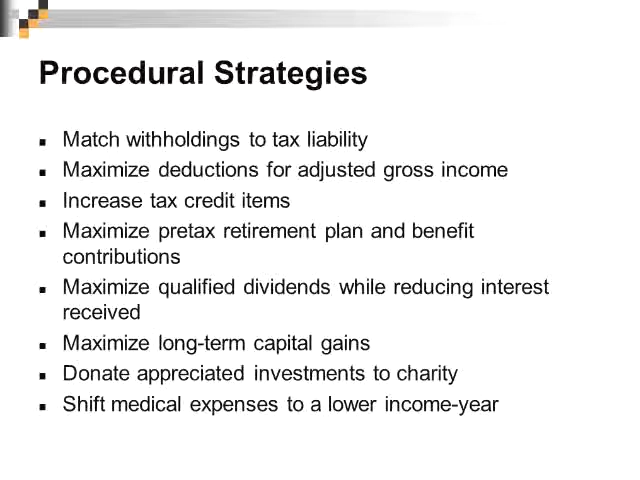 Procedural Strategies
Match withholdings to tax liability
Maximize deductions for adjusted gross income
Increase tax credit items
Maximize pretax retirement plan and benefit
contributions
Maximize qualified dividends while reducing interest
received
Maximize long-term capital gains
Donate appreciated investments to charity
Shift medical expenses to a lower income-year